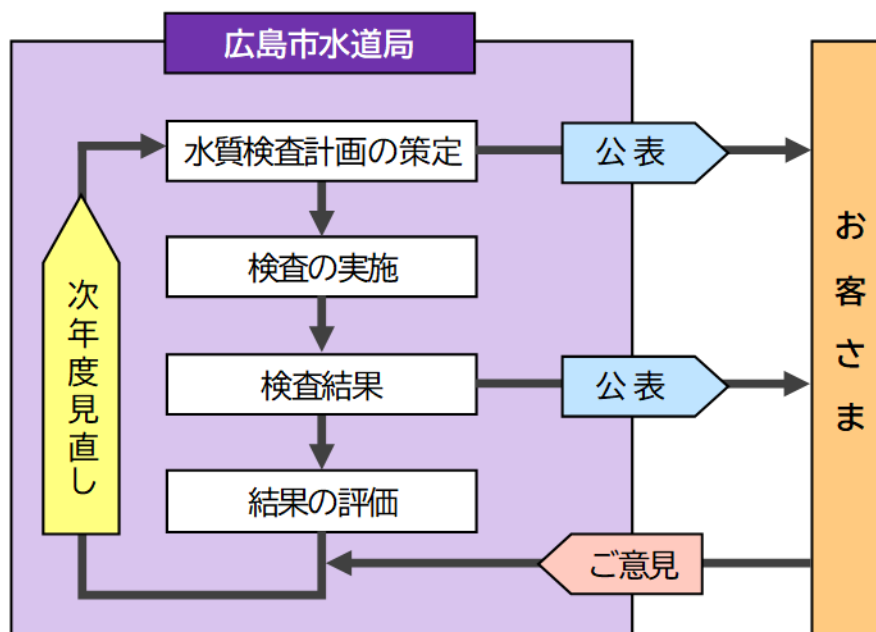 広島市水道局
水質検査計画の策定
公表
検査の実施
検査結果
公表
結果の評価
ご意見
次年度見直し
お客さま